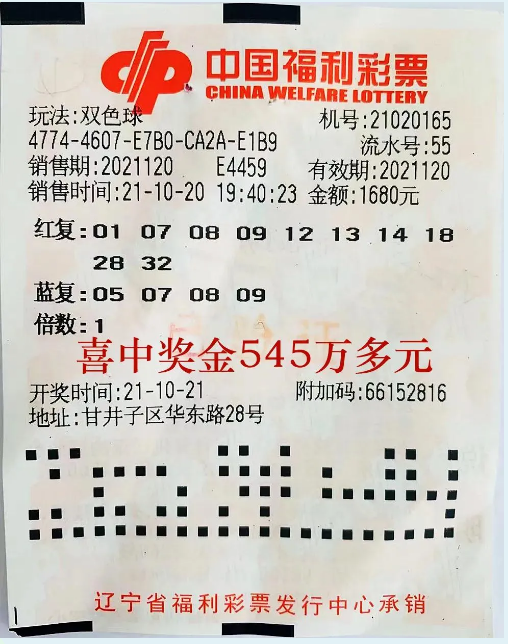 中国福利彩票
CHINA WELFARE LOTTERY
玩法:双色球 机号:21020165
4774-4607-E7B0-CA2A-E1B9 流水号:55
销售期:2021120 E4459 有效期:2021120
销售时间:21-10-20 19:40:23 金额:1680元
红复:01 07 08 09 12 13 14 18
28 32
蓝复:05 07 08 09
倍数:1
喜中奖金545万多元
开奖时间:21-10-21 附加码:66152816
地址:甘井子区华东路28号
辽宁省福利彩票发行中心承销